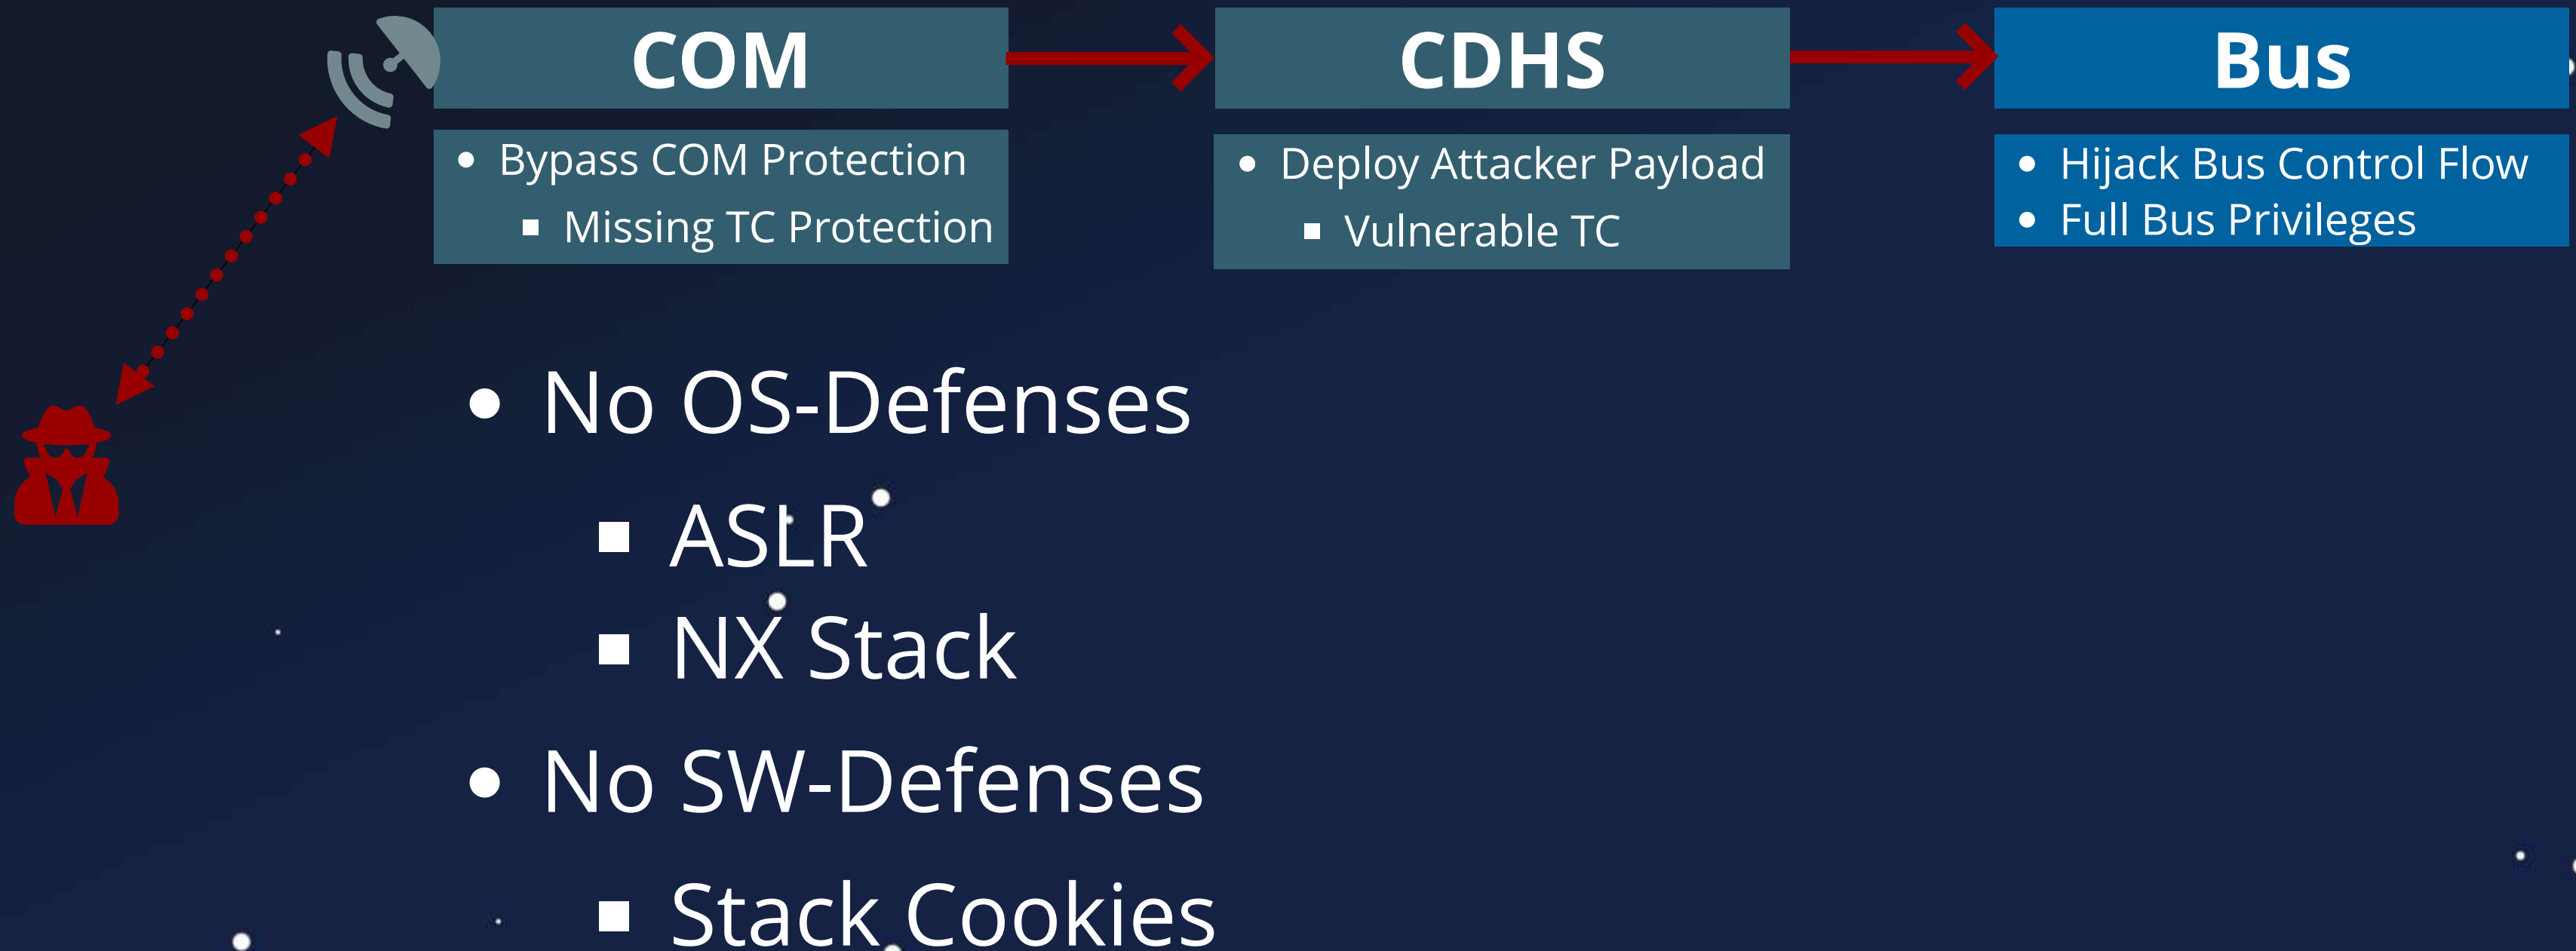 COM
• Bypass COM Protection
▪ Missing TC Protection
CDHS
• Deploy Attacker Payload
▪ Vulnerable TC
Bus
• Hijack Bus Control Flow
• Full Bus Privileges
• No OS-Defenses
▪ ASLR
▪ NX Stack
• No SW-Defenses
▪ Stack Cookies